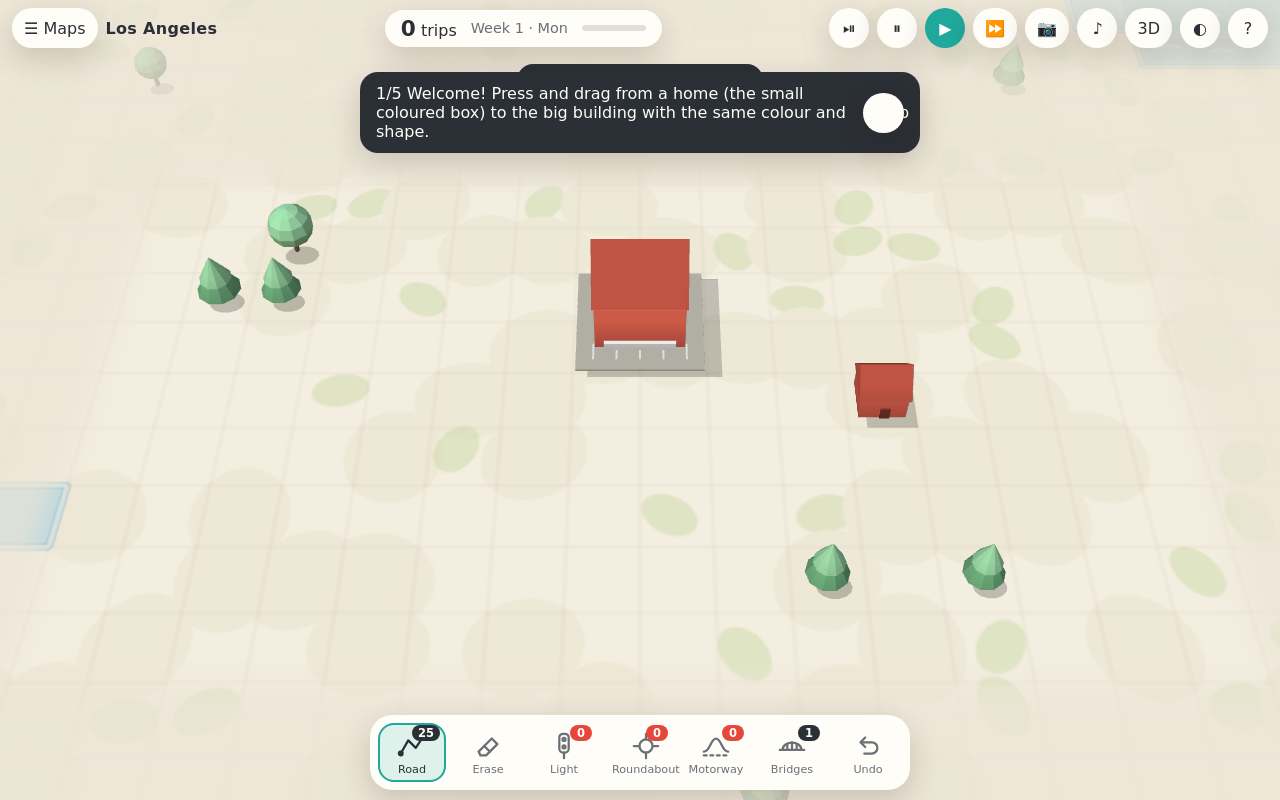 ☰ Maps
Los Angeles
0 trips Week 1 · Mon
3D
?
1/5 Welcome! Press and drag from a home (the small
coloured box) to the big building with the same colour and
shape.
25
Road
Erase
0
Light
0
Roundabout
0
Motorway
1
Bridges
Undo